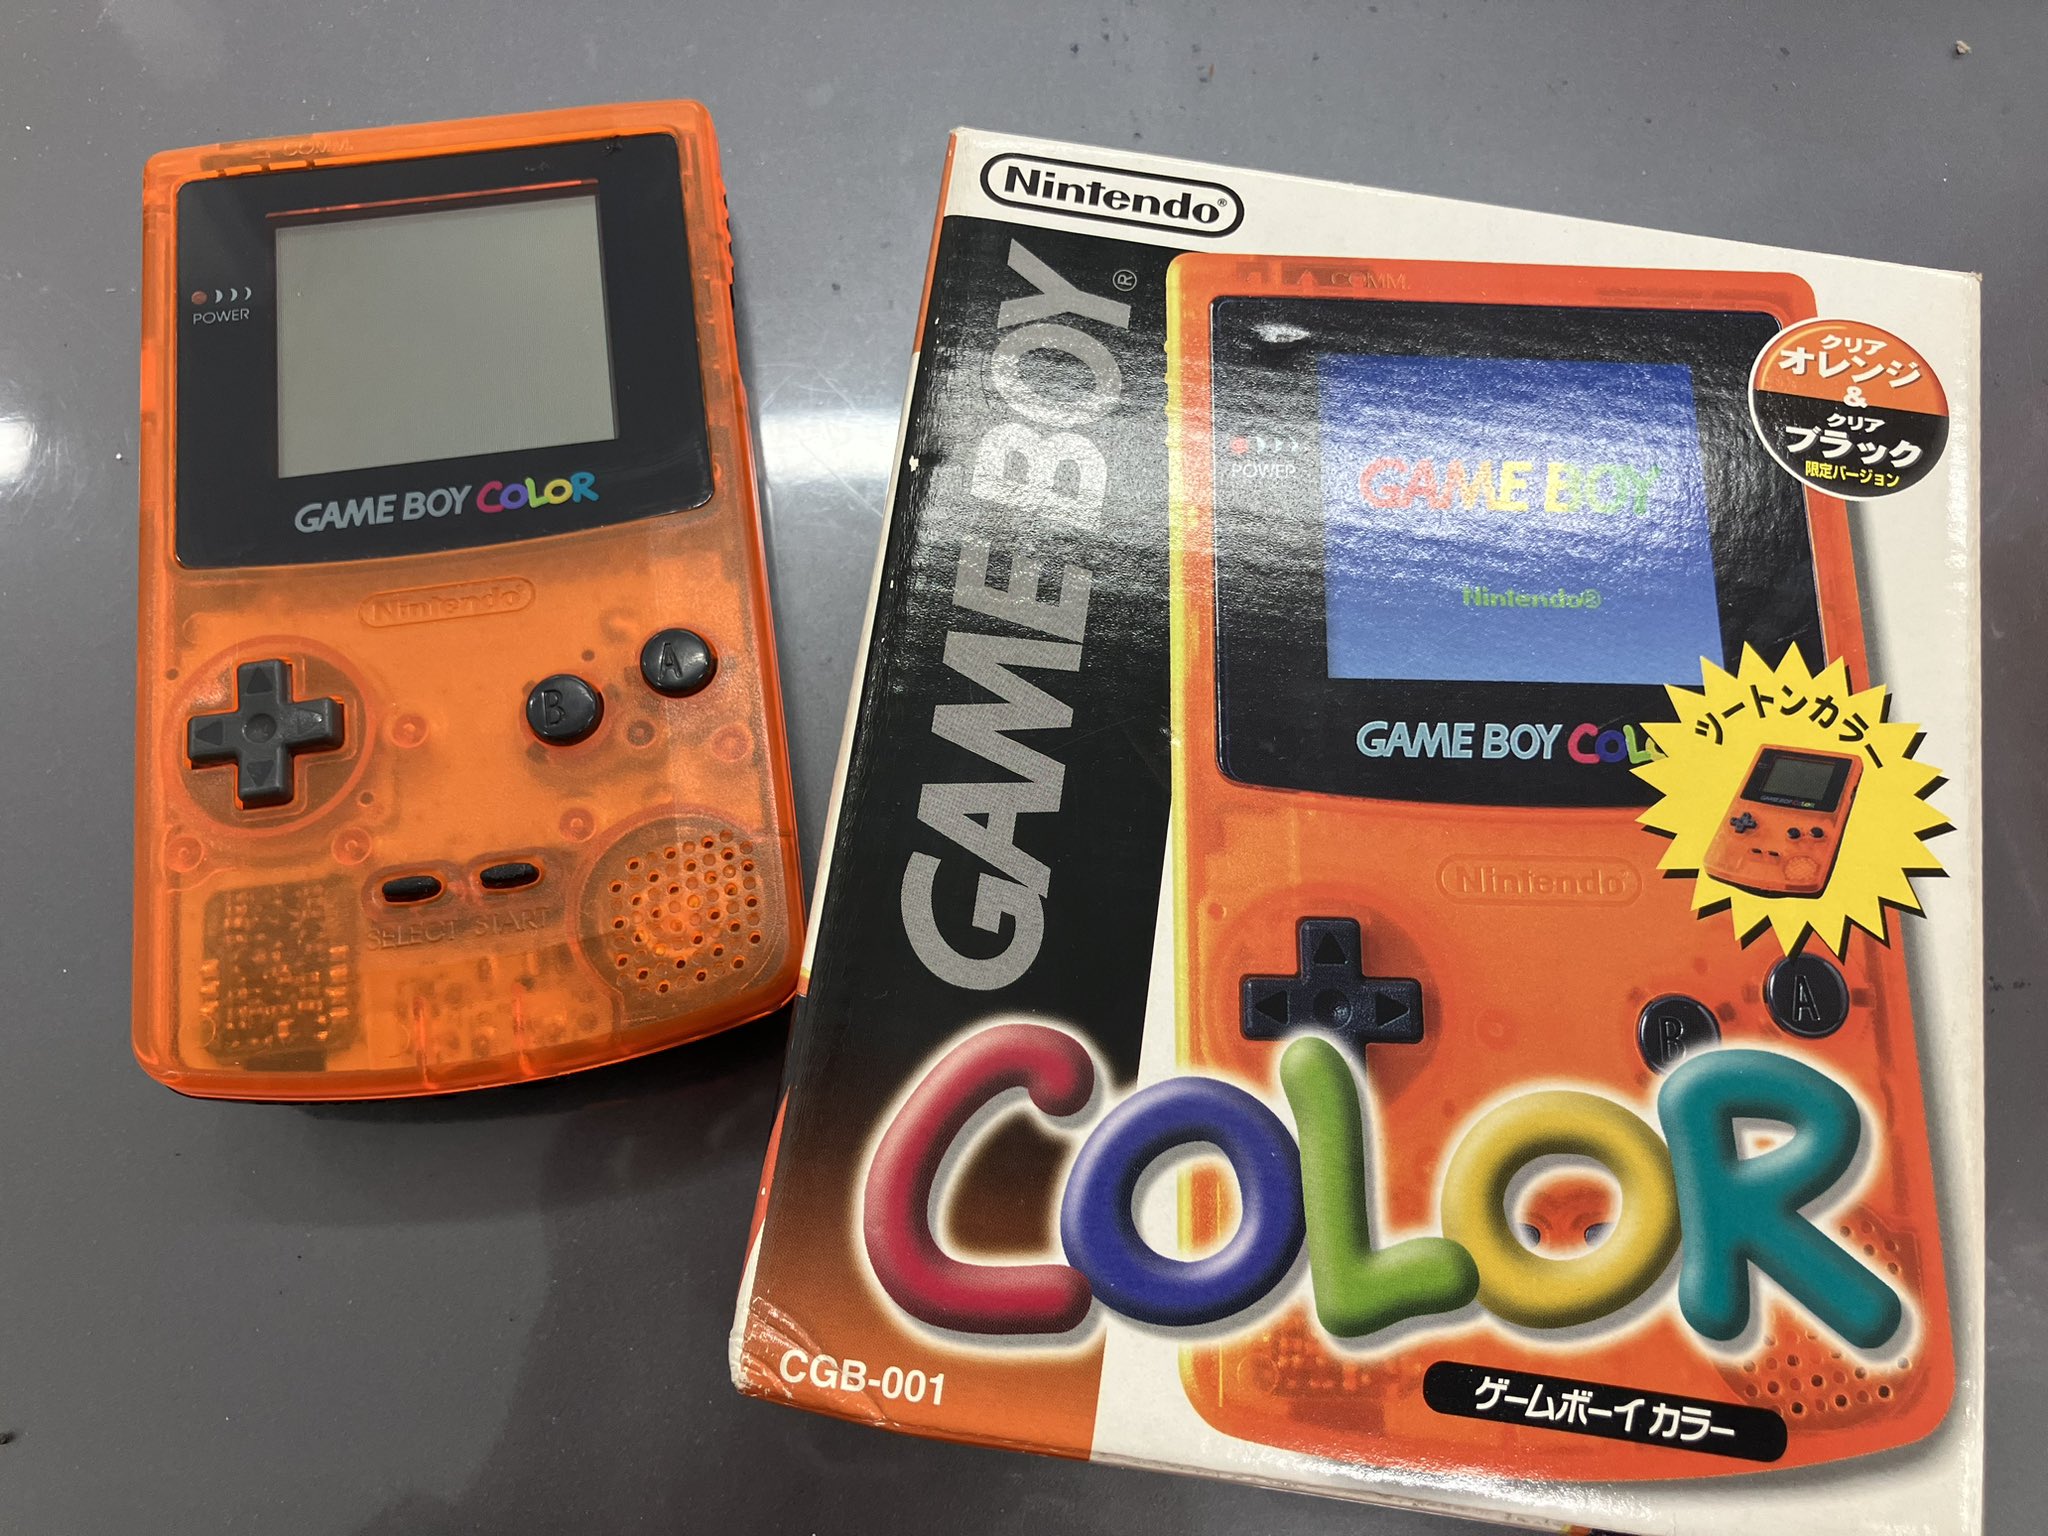 COMM.
POWER
GAME BOY COLOR
Nintendo
A
B
SELECT START
Nintendo®
GAME BOY®
COMM.
クリア
オレンジ
&
クリア
ブラック
限定バージョン
POWER
GAME BOY
Nintendo®
ツートンカラー
GAME BOY COLOR
GAME BOY COLO
Nintendo
A
B
COLOR
CGB-001
ゲームボーイカラー